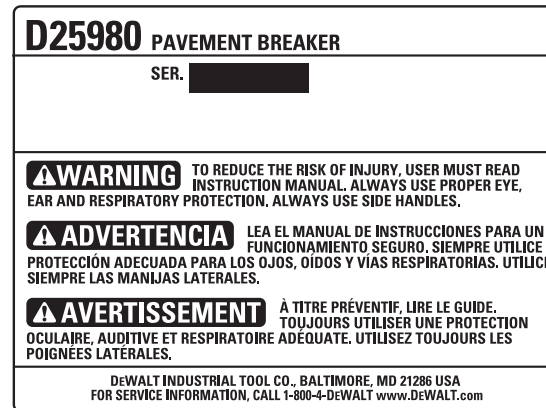 D25980 PAVEMENT BREAKER
SER.
WARNING TO REDUCE THE RISK OF INJURY, USER MUST READ
INSTRUCTION MANUAL. ALWAYS USE PROPER EYE,
EAR AND RESPIRATORY PROTECTION. ALWAYS USE SIDE HANDLES.
ADVERTENCIA LEA EL MANUAL DE INSTRUCCIONES PARA UN
FUNCIONAMIENTO SEGURO. SIEMPRE UTILICE
PROTECCIÓN ADECUADA PARA LOS OJOS, OÍDOS Y VÍAS RESPIRATORIAS. UTILICE
SIEMPRE LAS MANIJAS LATERALES.
AVERTISSEMENT À TITRE PRÉVENTIF, LIRE LE GUIDE.
TOUJOURS UTILISER UNE PROTECTION
OCULAIRE, AUDITIVE ET RESPIRATOIRE ADÉQUATE. UTILISEZ TOUJOURS LES
POIGNÉES LATÉRALES.
DEWALT INDUSTRIAL TOOL CO., BALTIMORE, MD 21286 USA
FOR SERVICE INFORMATION, CALL 1-800-4-DEWALT www.DEWALT.com